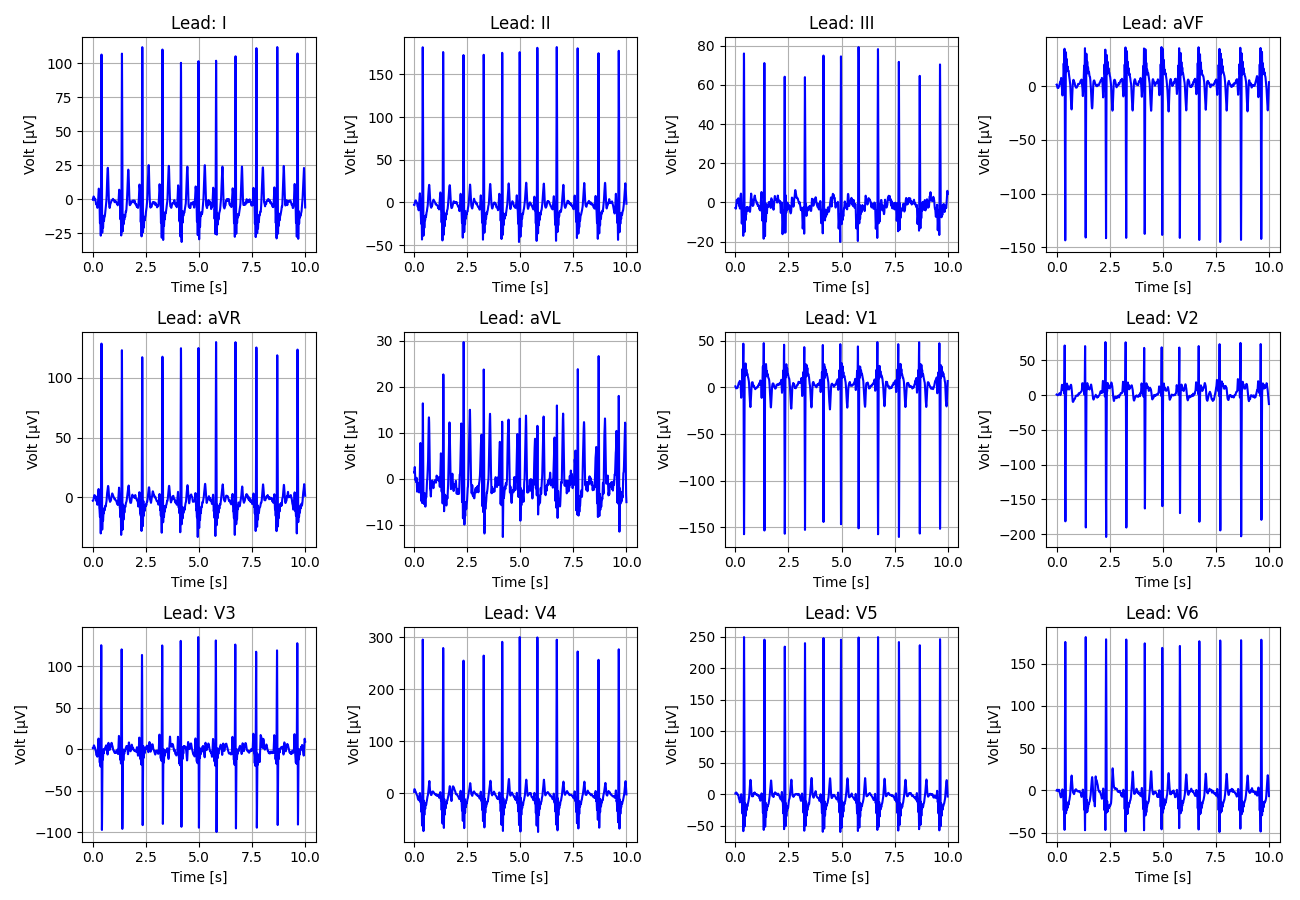 Lead: I
Volt [µV]
100
75
50
25
0
−25
0.0 2.5 5.0 7.5 10.0
Time [s]
Lead: II
Volt [µV]
150
100
50
0
−50
0.0 2.5 5.0 7.5 10.0
Time [s]
Lead: III
Volt [µV]
80
60
40
20
0
−20
0.0 2.5 5.0 7.5 10.0
Time [s]
Lead: aVF
Volt [µV]
0
−50
−100
−150
0.0 2.5 5.0 7.5 10.0
Time [s]
Lead: aVR
Volt [µV]
100
50
0
0.0 2.5 5.0 7.5 10.0
Time [s]
Lead: aVL
Volt [µV]
30
20
10
0
−10
0.0 2.5 5.0 7.5 10.0
Time [s]
Lead: V1
Volt [µV]
50
0
−50
−100
−150
0.0 2.5 5.0 7.5 10.0
Time [s]
Lead: V2
Volt [µV]
50
0
−50
−100
−150
−200
0.0 2.5 5.0 7.5 10.0
Time [s]
Lead: V3
Volt [µV]
100
50
0
−50
−100
0.0 2.5 5.0 7.5 10.0
Time [s]
Lead: V4
Volt [µV]
300
200
100
0
0.0 2.5 5.0 7.5 10.0
Time [s]
Lead: V5
Volt [µV]
250
200
150
100
50
0
−50
0.0 2.5 5.0 7.5 10.0
Time [s]
Lead: V6
Volt [µV]
150
100
50
0
−50
0.0 2.5 5.0 7.5 10.0
Time [s]